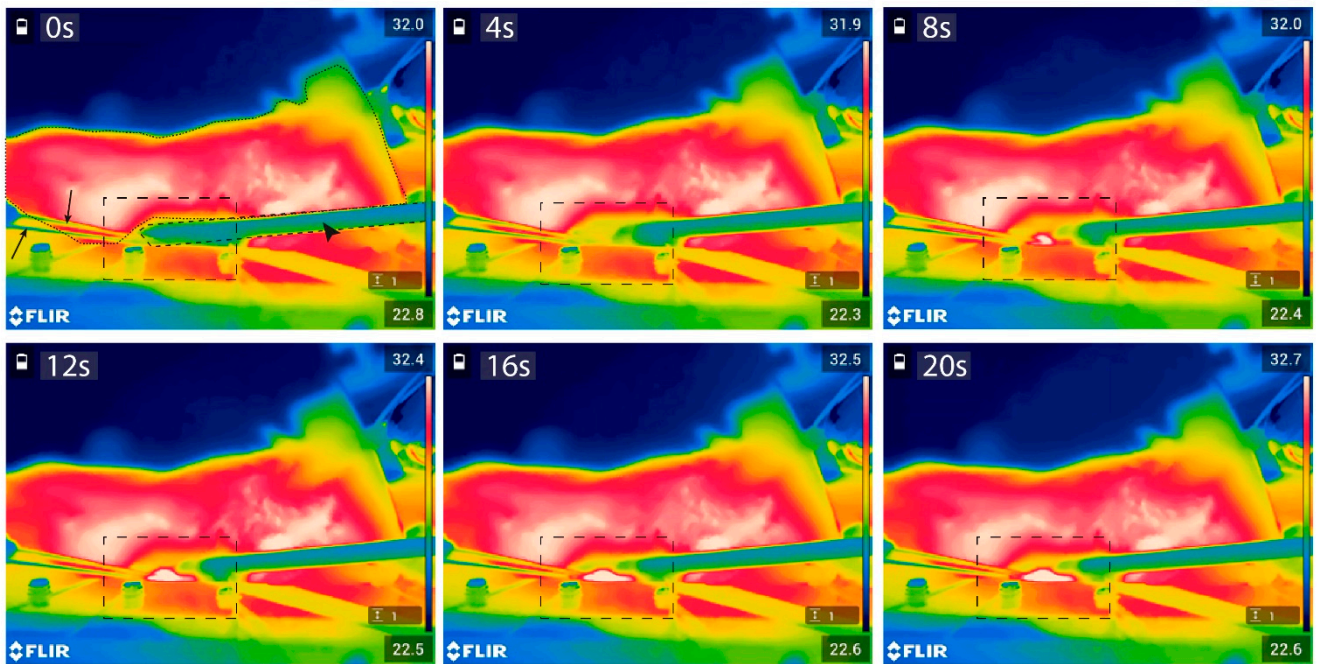 0s 32.0
1
FLIR 22.8
4s 31.9
1
FLIR 22.3
8s 32.0
1
FLIR 22.4
12s 32.4
1
FLIR 22.5
16s 32.5
1
FLIR 22.6
20s 32.7
1
FLIR 22.6